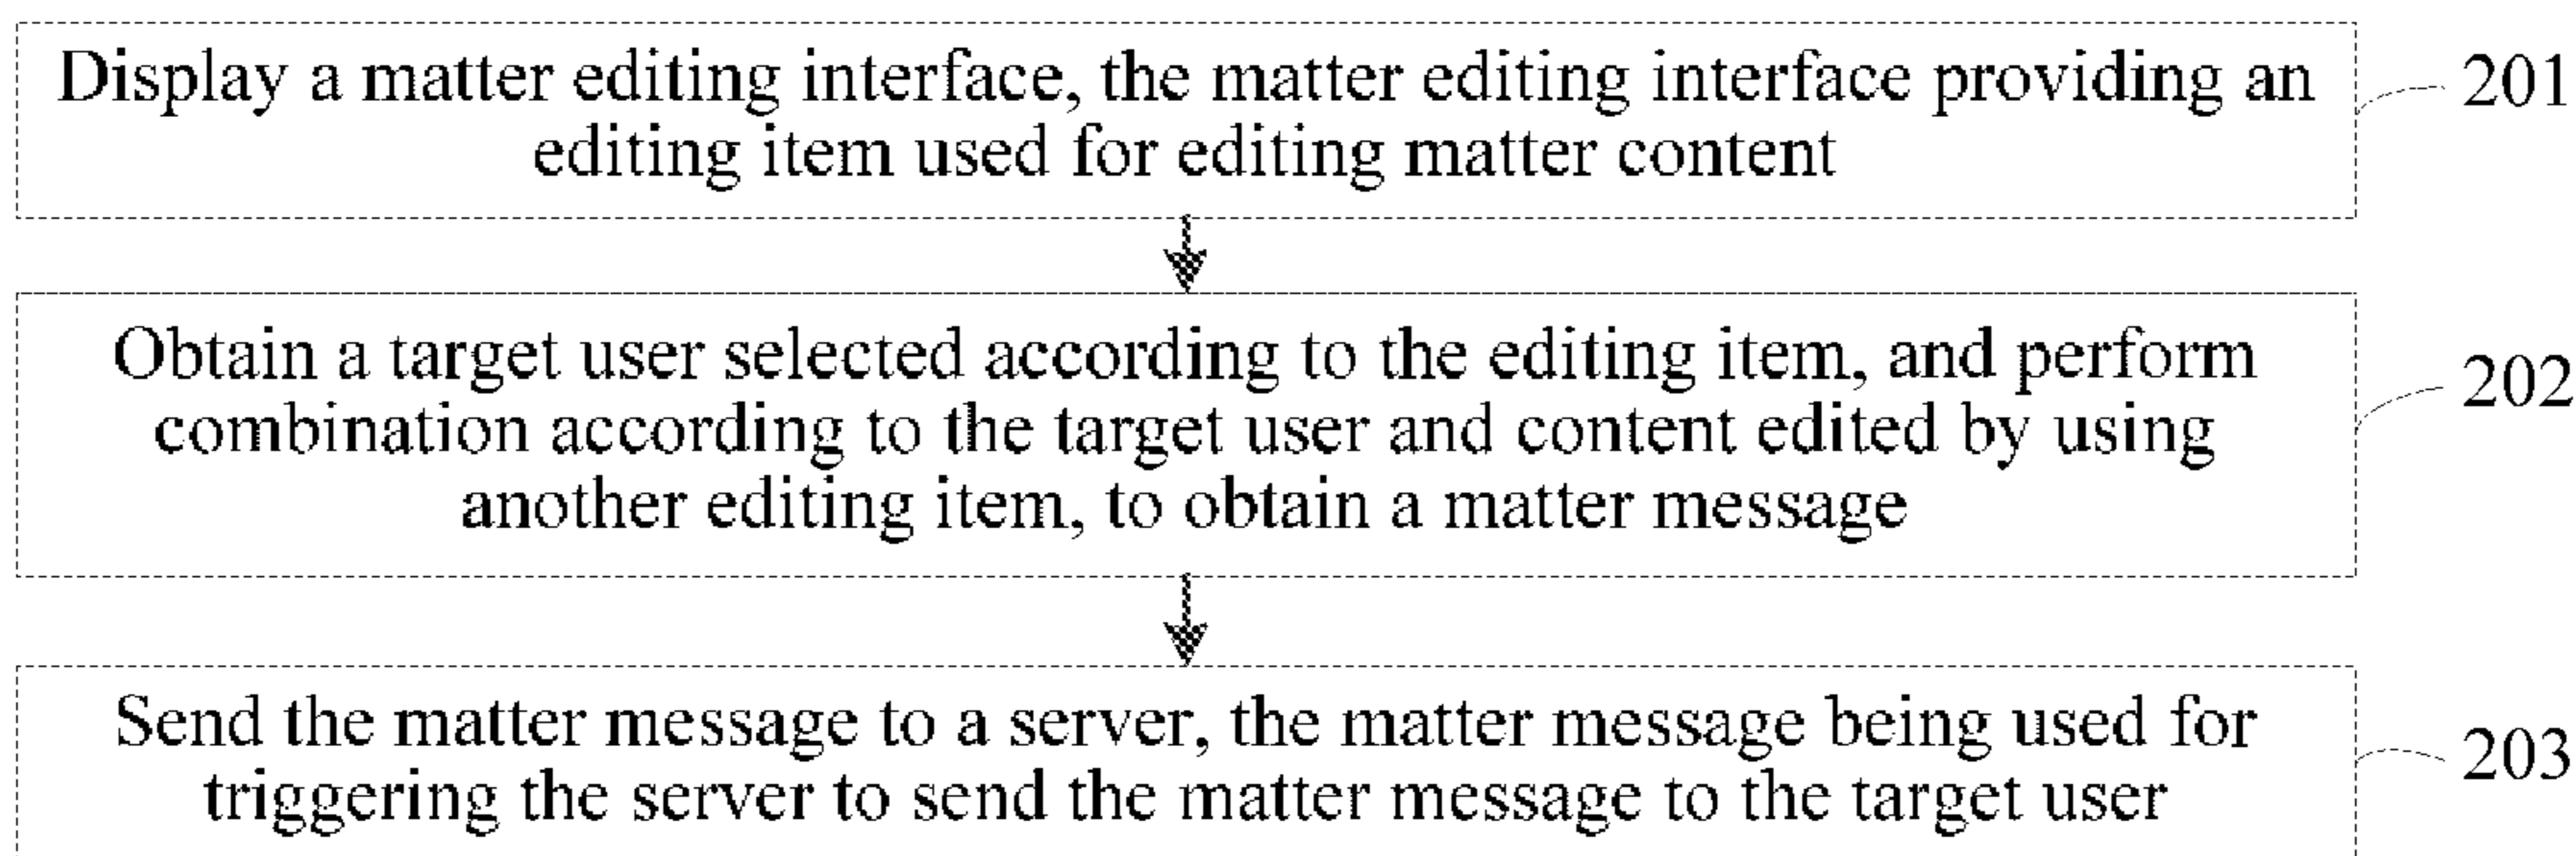 Display a matter editing interface, the matter editing interface providing an
editing item used for editing matter content
201
Obtain a target user selected according to the editing item, and perform
combination according to the target user and content edited by using
another editing item, to obtain a matter message
202
Send the matter message to a server, the matter message being used for
triggering the server to send the matter message to the target user
203